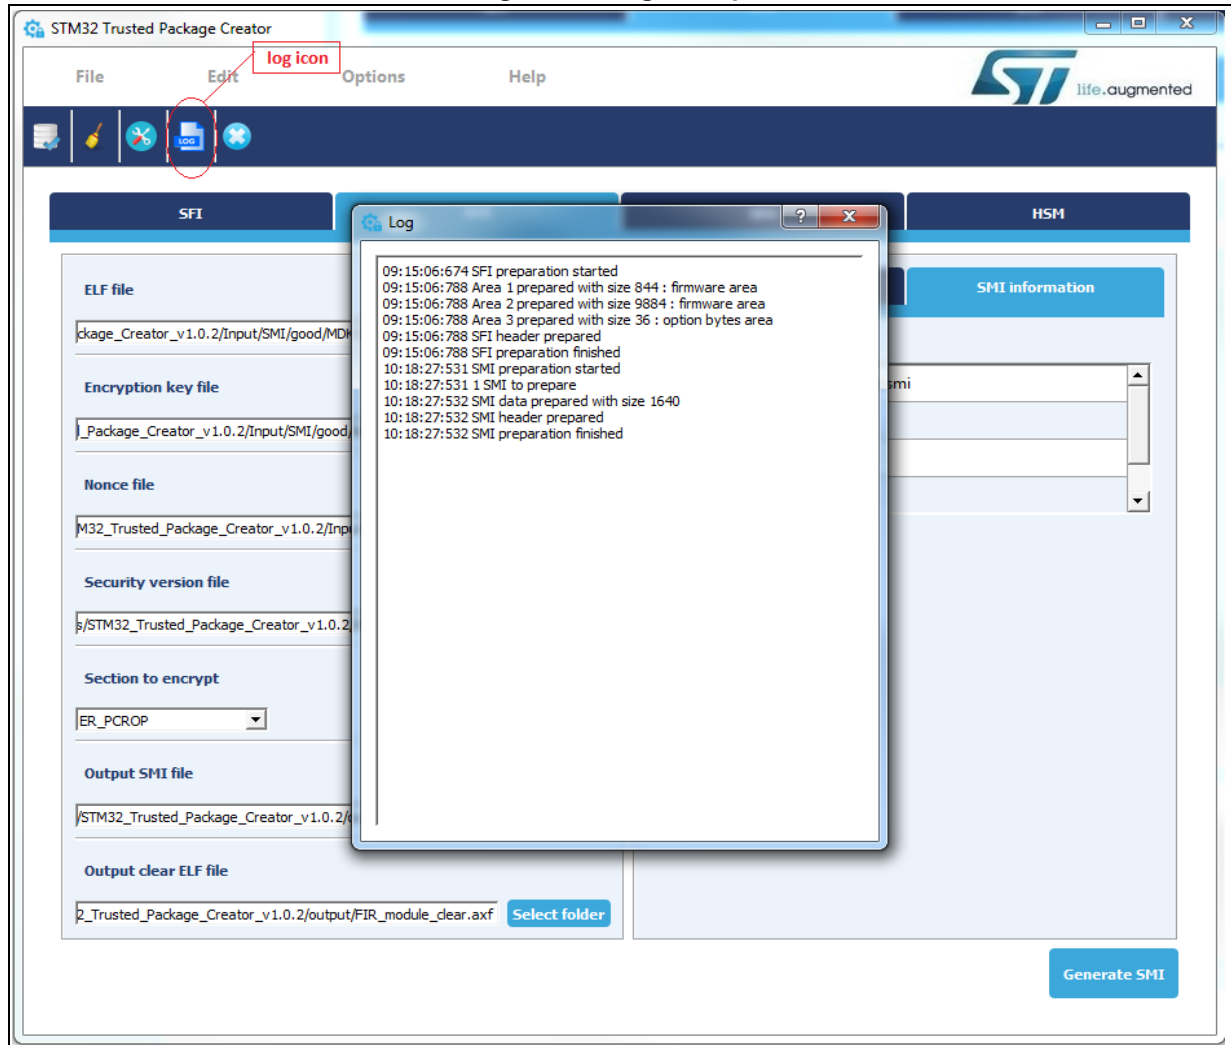 STM32 Trusted Package Creator
log icon
File Edit Options Help
life.augmented
LOG
SFI
HSM
Log
09:15:06:674 SFI preparation started
09:15:06:788 Area 1 prepared with size 844 : firmware area
09:15:06:788 Area 2 prepared with size 9884 : firmware area
09:15:06:788 Area 3 prepared with size 36 : option bytes area
09:15:06:788 SFI header prepared
09:15:06:788 SFI preparation finished
10:18:27:531 SMI preparation started
10:18:27:531 1 SMI to prepare
10:18:27:532 SMI data prepared with size 1640
10:18:27:532 SMI header prepared
10:18:27:532 SMI preparation finished
ELF file
ckage_Creator_v1.0.2/Input/SMI/good/MDK
Encryption key file
l_Package_Creator_v1.0.2/Input/SMI/good/
Nonce file
M32_Trusted_Package_Creator_v1.0.2/Inp
Security version file
s/STM32_Trusted_Package_Creator_v1.0.2
Section to encrypt
ER_PCROP
Output SMI file
/STM32_Trusted_Package_Creator_v1.0.2/
Output clear ELF file
2_Trusted_Package_Creator_v1.0.2/output/FIR_module_clear.axf Select folder
SMI information
smi
Generate SMI